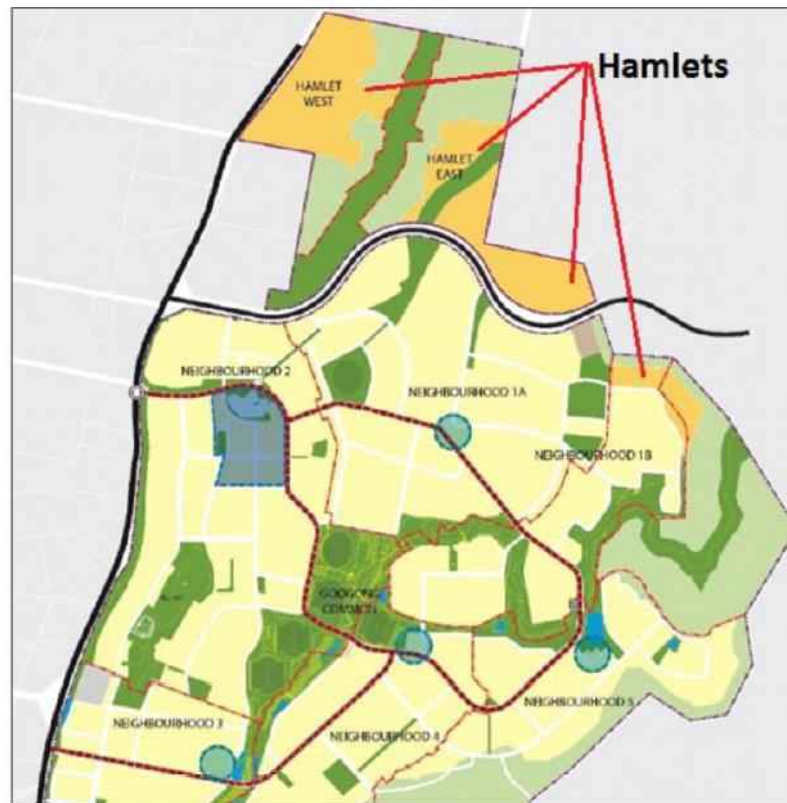 Hamlets
HAMLET
WEST
HAMLET
EAST
NEIGHBOURHOOD 2
NEIGHBOURHOOD 1A
NEIGHBOURHOOD 1B
GOOGONG
COMMON
NEIGHBOURHOOD 5
NEIGHBOURHOOD 3
NEIGHBOURHOOD 4